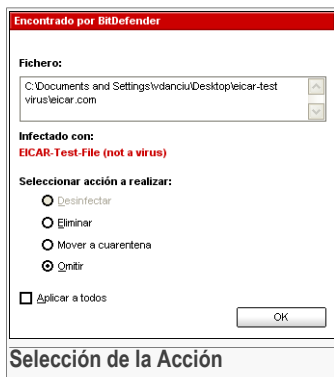 Encontrado por BitDefender
Fichero:
C:\Documents and Settings\vdanciu\Desktop\eicar-test
virus\eicar.com
Infectado con:
EICAR-Test-File (not a virus)
Seleccionar acción a realizar:
Desinfectar
Eliminar
Mover a cuarentena
Omitir
Aplicar a todos
OK
Selección de la Acción